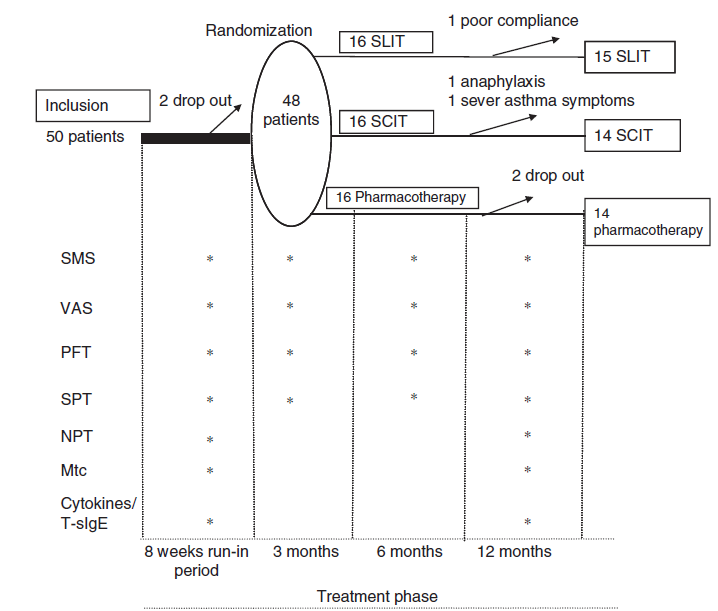 Randomization
1 poor compliance
16 SLIT
15 SLIT
Inclusion
2 drop out
48
patients
1 anaphylaxis
1 sever asthma symptoms
50 patients
16 SCIT
14 SCIT
2 drop out
16 Pharmacotherapy
14
pharmacotherapy
SMS * * * *
VAS * * * *
PFT * * * *
SPT * * * *
NPT * *
Mtc * *
Cytokines/
T-sIgE * *
8 weeks run-in
period
3 months
6 months
12 months
Treatment phase